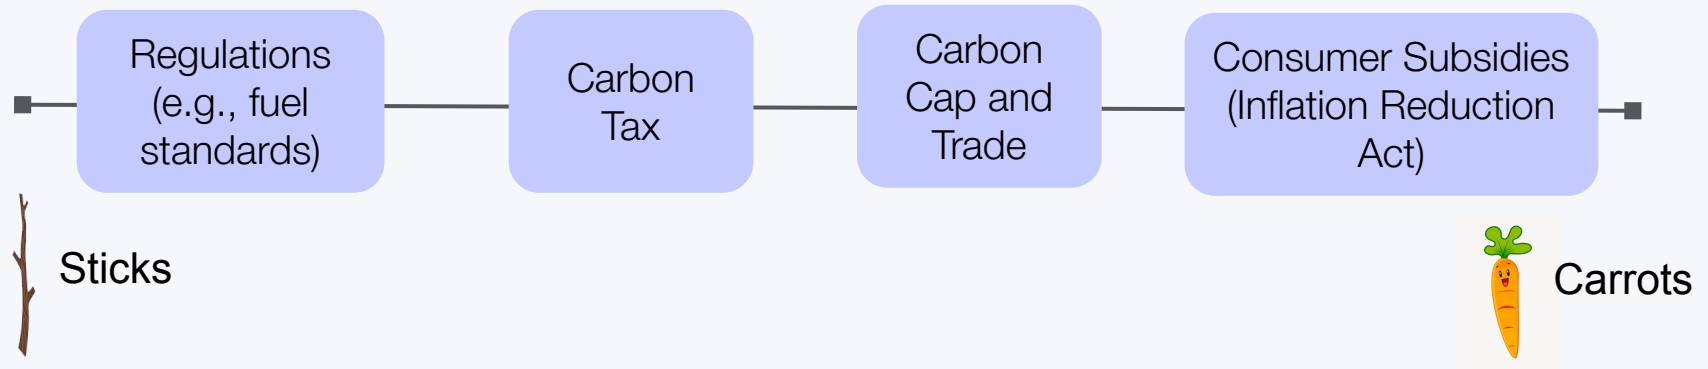 Regulations
(e.g., fuel
standards)
Carbon
Tax
Carbon
Cap and
Trade
Consumer Subsidies
(Inflation Reduction
Act)
Sticks
Carrots